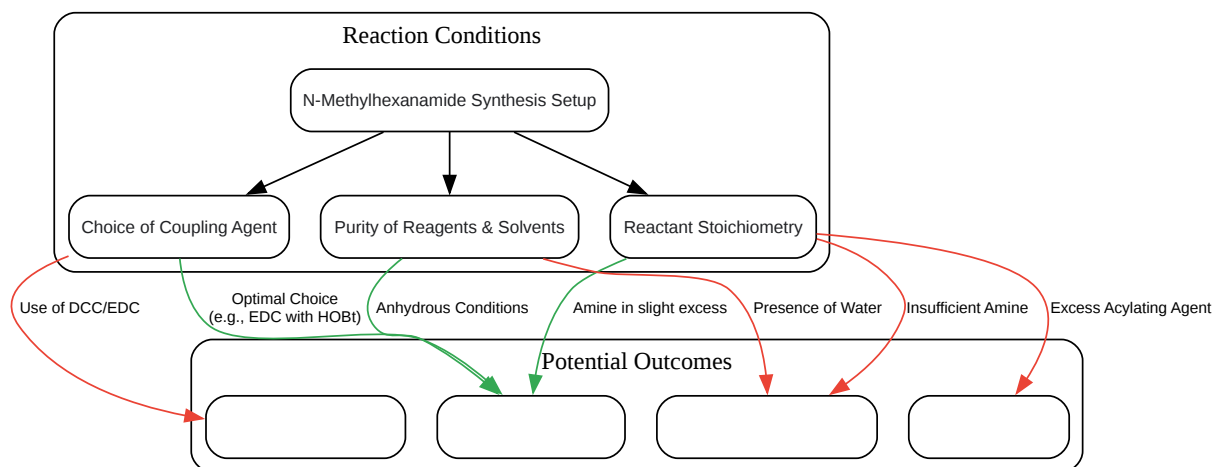 Reaction Conditions
N-Methylhexanamide Synthesis Setup
Choice of Coupling Agent
Purity of Reagents & Solvents
Reactant Stoichiometry
Use of DCC/EDC
Optimal Choice
(e.g., EDC with HOBt)
Anhydrous Conditions
Amine in slight excess
Presence of Water
Insufficient Amine
Excess Acylating Agent
Potential Outcomes